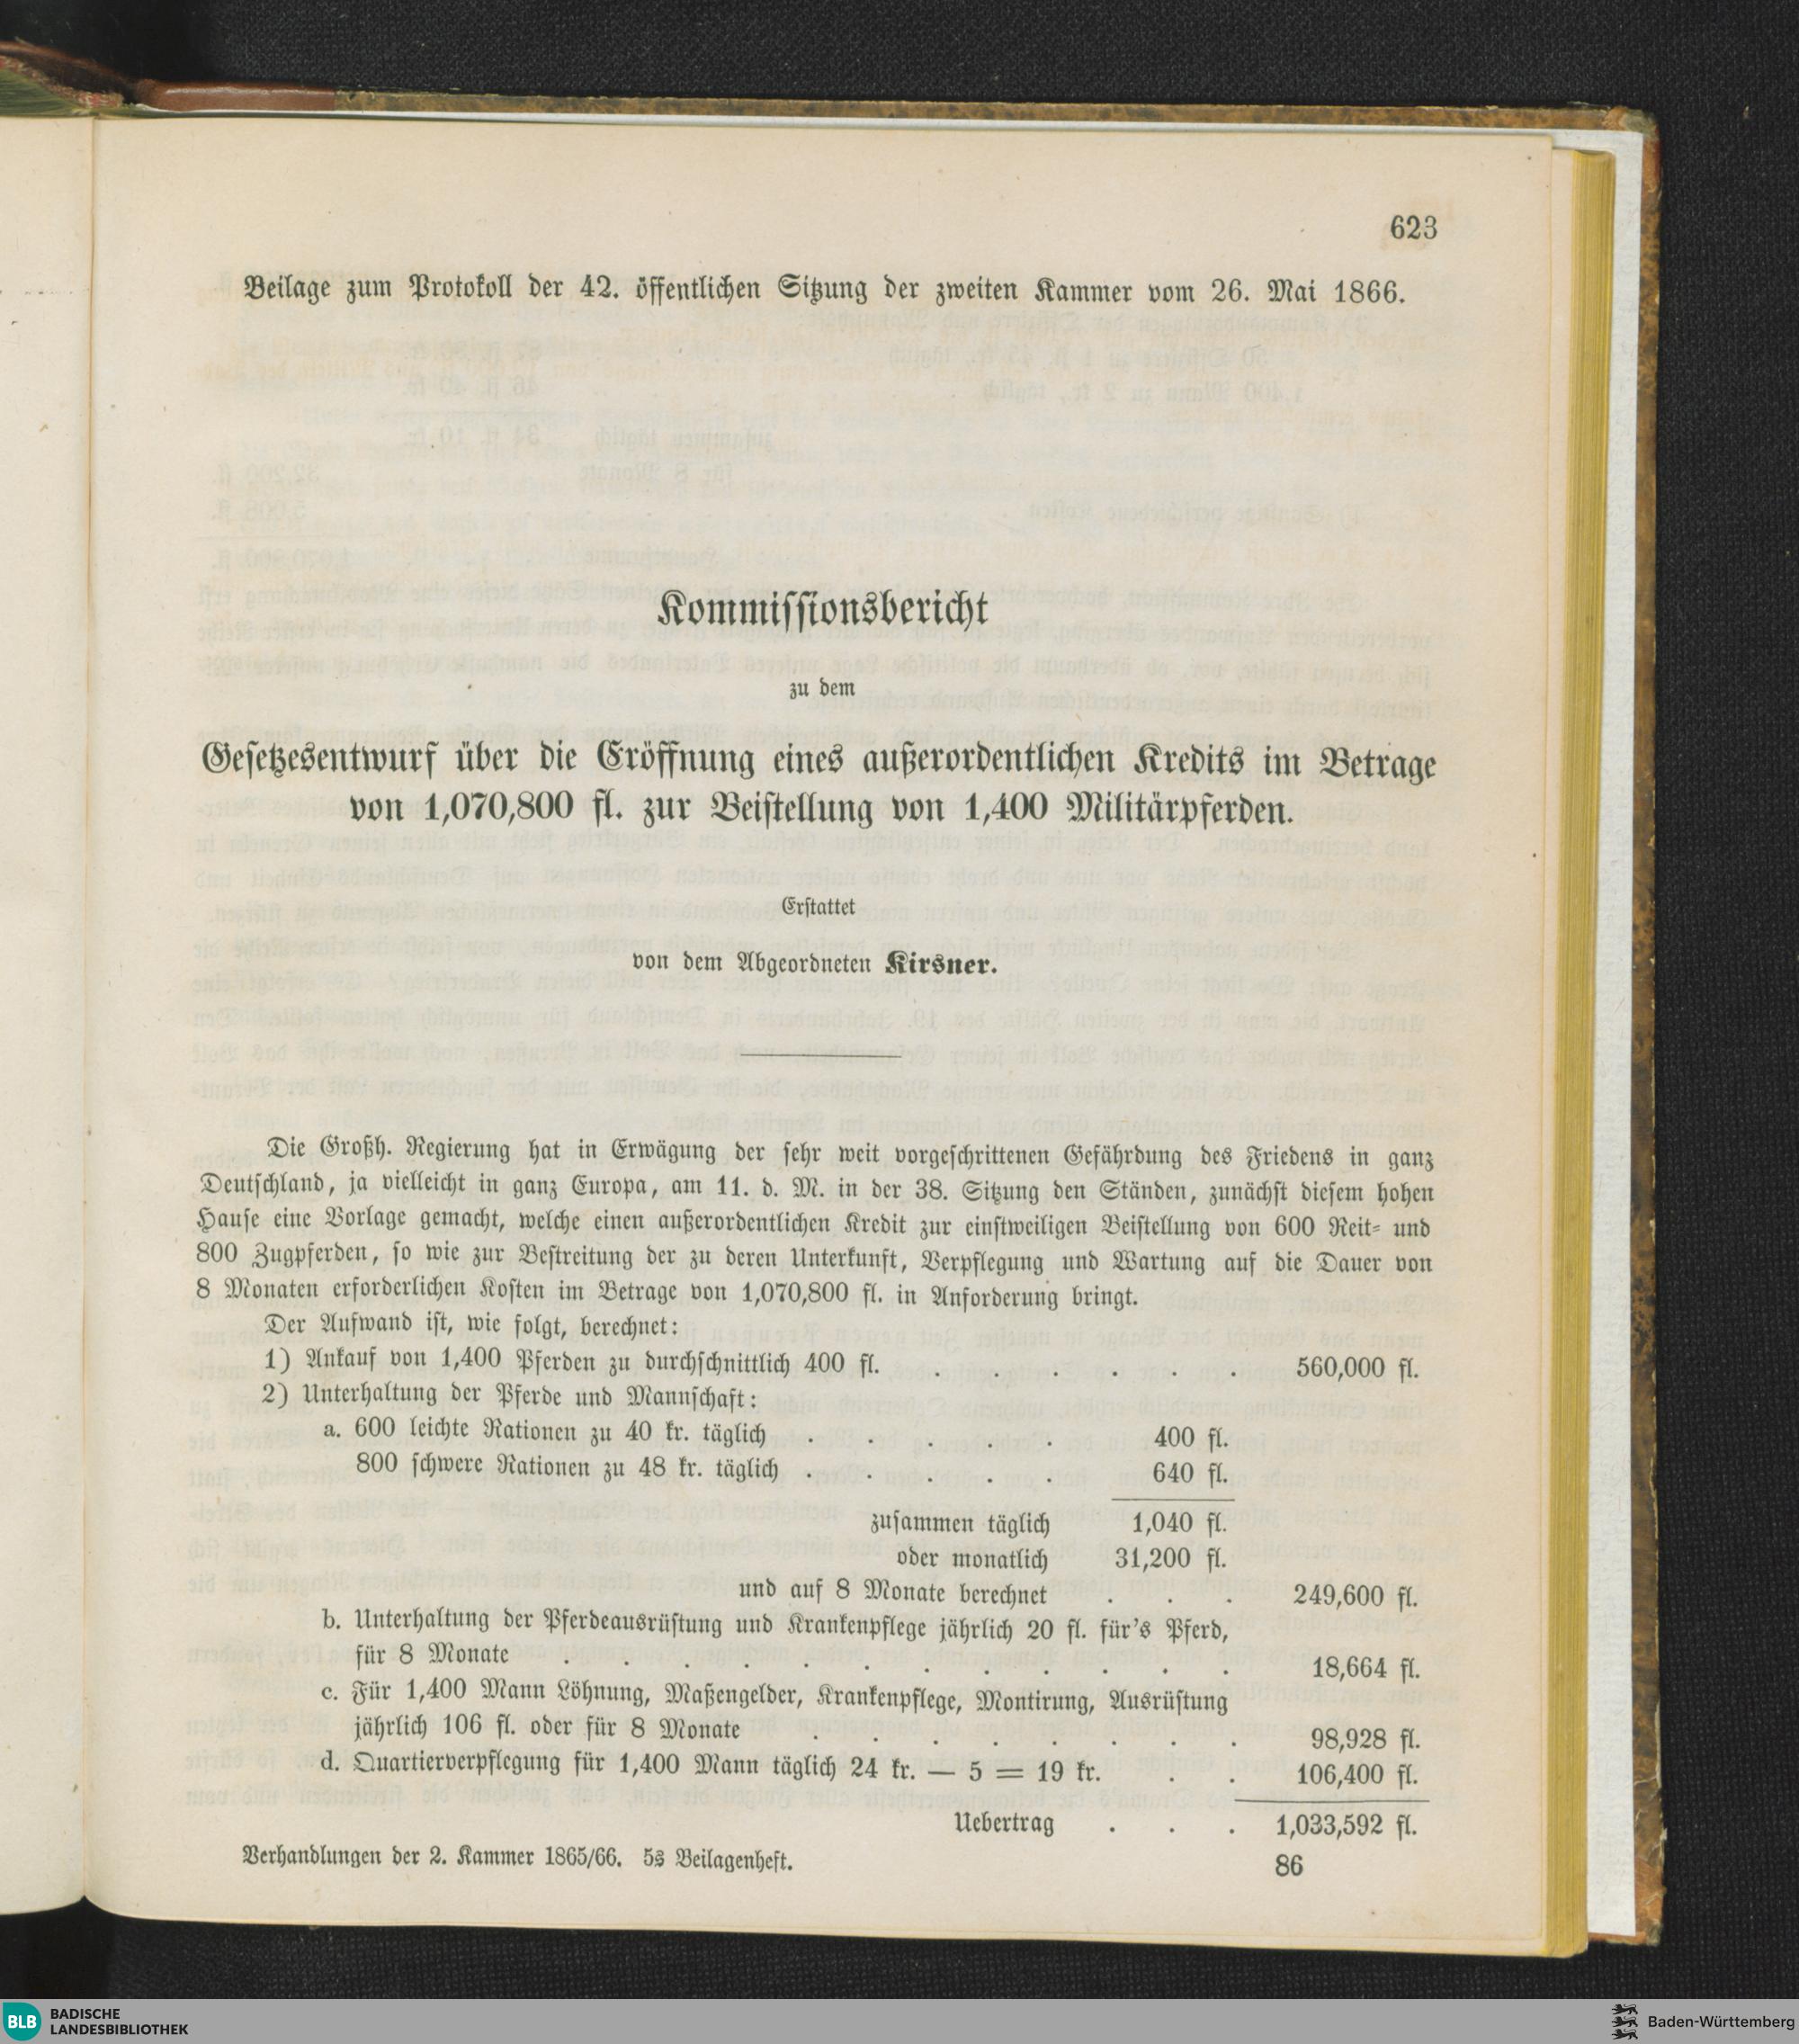 623
Beilage zum Protokoll der 42. öffentlichen Sitzung der zweiten Kammer vom 26. Mai 1866.
Kommissionsbericht
zu dem
Gesetzesentwurf über die Eröffnung eines außerordentlichen Kredits im Betrage
von 1,070,800 fl. zur Beistellung von 1,400 Militärpferden.
Erstattet
von dem Abgeordneten Kirsner.
Die Großh. Regierung hat in Erwägung der sehr weit vorgeschrittenen Gefährdung des Friedens in ganz
Deutschland, ja vielleicht in ganz Europa, am 11. d. M. in der 38. Sitzung den Ständen, zunächst diesem hohen
Hause eine Vorlage gemacht, welche einen außerordentlichen Kredit zur einstweiligen Beistellung von 600 Reit- und
800 Zugpferden, so wie zur Bestreitung der zu deren Unterkunft, Verpflegung und Wartung auf die Dauer von
8 Monaten erforderlichen Kosten im Betrage von 1,070,800 fl. in Anforderung bringt.
Der Aufwand ist, wie folgt, berechnet:
1) Ankauf von 1,400 Pferden zu durchschnittlich 400 fl. . . . . . . 560,000 fl.
2) Unterhaltung der Pferde und Mannschaft:
a. 600 leichte Rationen zu 40 kr. täglich . . . . . 400 fl.
800 schwere Rationen zu 48 kr. täglich . . . . . 640 fl.
zusammen täglich 1,040 fl.
oder monatlich 31,200 fl.
und auf 8 Monate berechnet . . . 249,600 fl.
b. Unterhaltung der Pferdeausrüstung und Krankenpflege jährlich 20 fl. für's Pferd,
für 8 Monate . . . . . . . . . . . . 18,664 fl.
c. Für 1,400 Mann Löhnung, Maßengelder, Krankenpflege, Montirung, Ausrüstung
jährlich 106 fl. oder für 8 Monate . . . . . . . . 98,928 fl.
d. Quartierverpflegung für 1,400 Mann täglich 24 kr. — 5 = 19 kr. . . 106,400 fl.
Uebertrag . . . 1,033,592 fl.
Verhandlungen der 2. Kammer 1865/66. 5s Beilagenheft. 86
BLB BADISCHE
LANDESBIBLIOTHEK
Baden-Württemberg